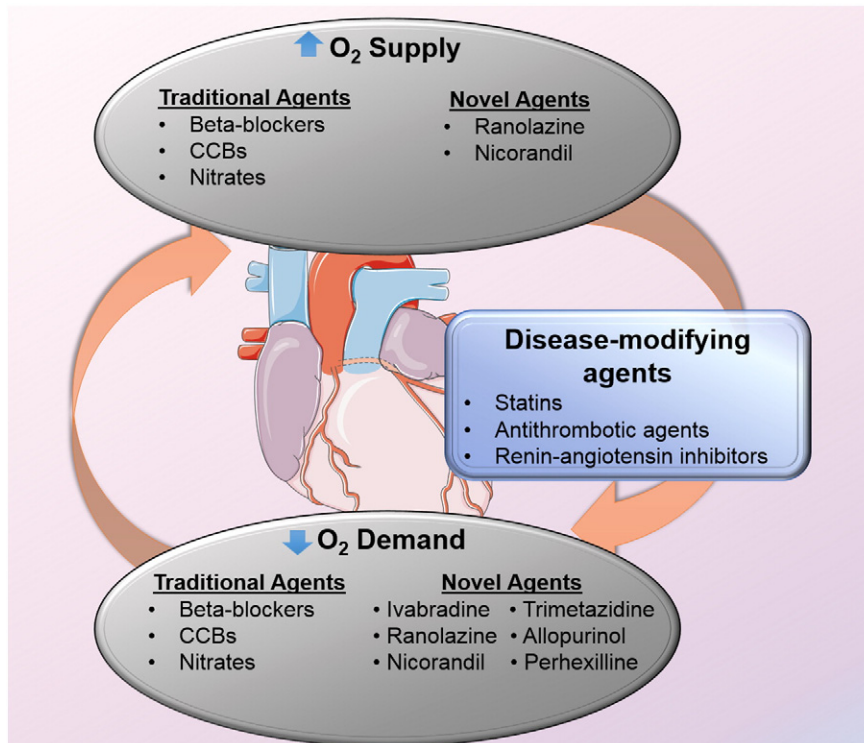 O₂ Supply
Traditional Agents
• Beta-blockers
• CCBs
• Nitrates
Novel Agents
• Ranolazine
• Nicorandil
Disease-modifying
agents
• Statins
• Antithrombotic agents
• Renin-angiotensin inhibitors
O₂ Demand
Traditional Agents
• Beta-blockers
• CCBs
• Nitrates
Novel Agents
• Ivabradine • Trimetazidine
• Ranolazine • Allopurinol
• Nicorandil • Perhexilline